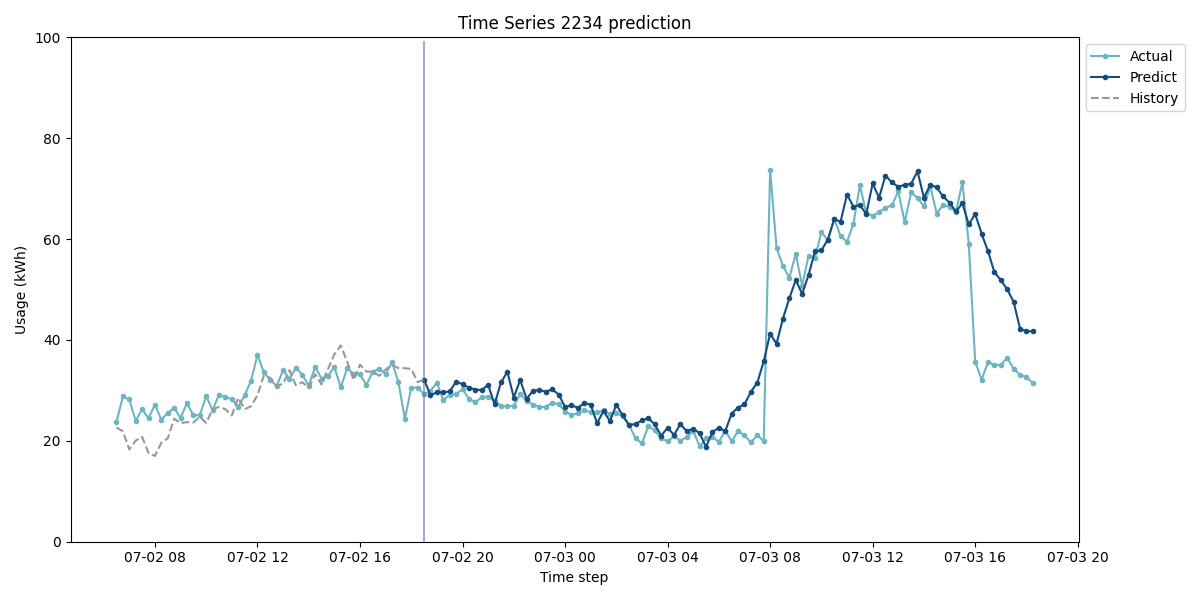 Time Series 2234 prediction
Actual
Predict
History
Usage (kWh)
100
80
60
40
20
0
07-02 08
07-02 12
07-02 16
07-02 20
07-03 00
07-03 04
07-03 08
07-03 12
07-03 16
07-03 20
Time step